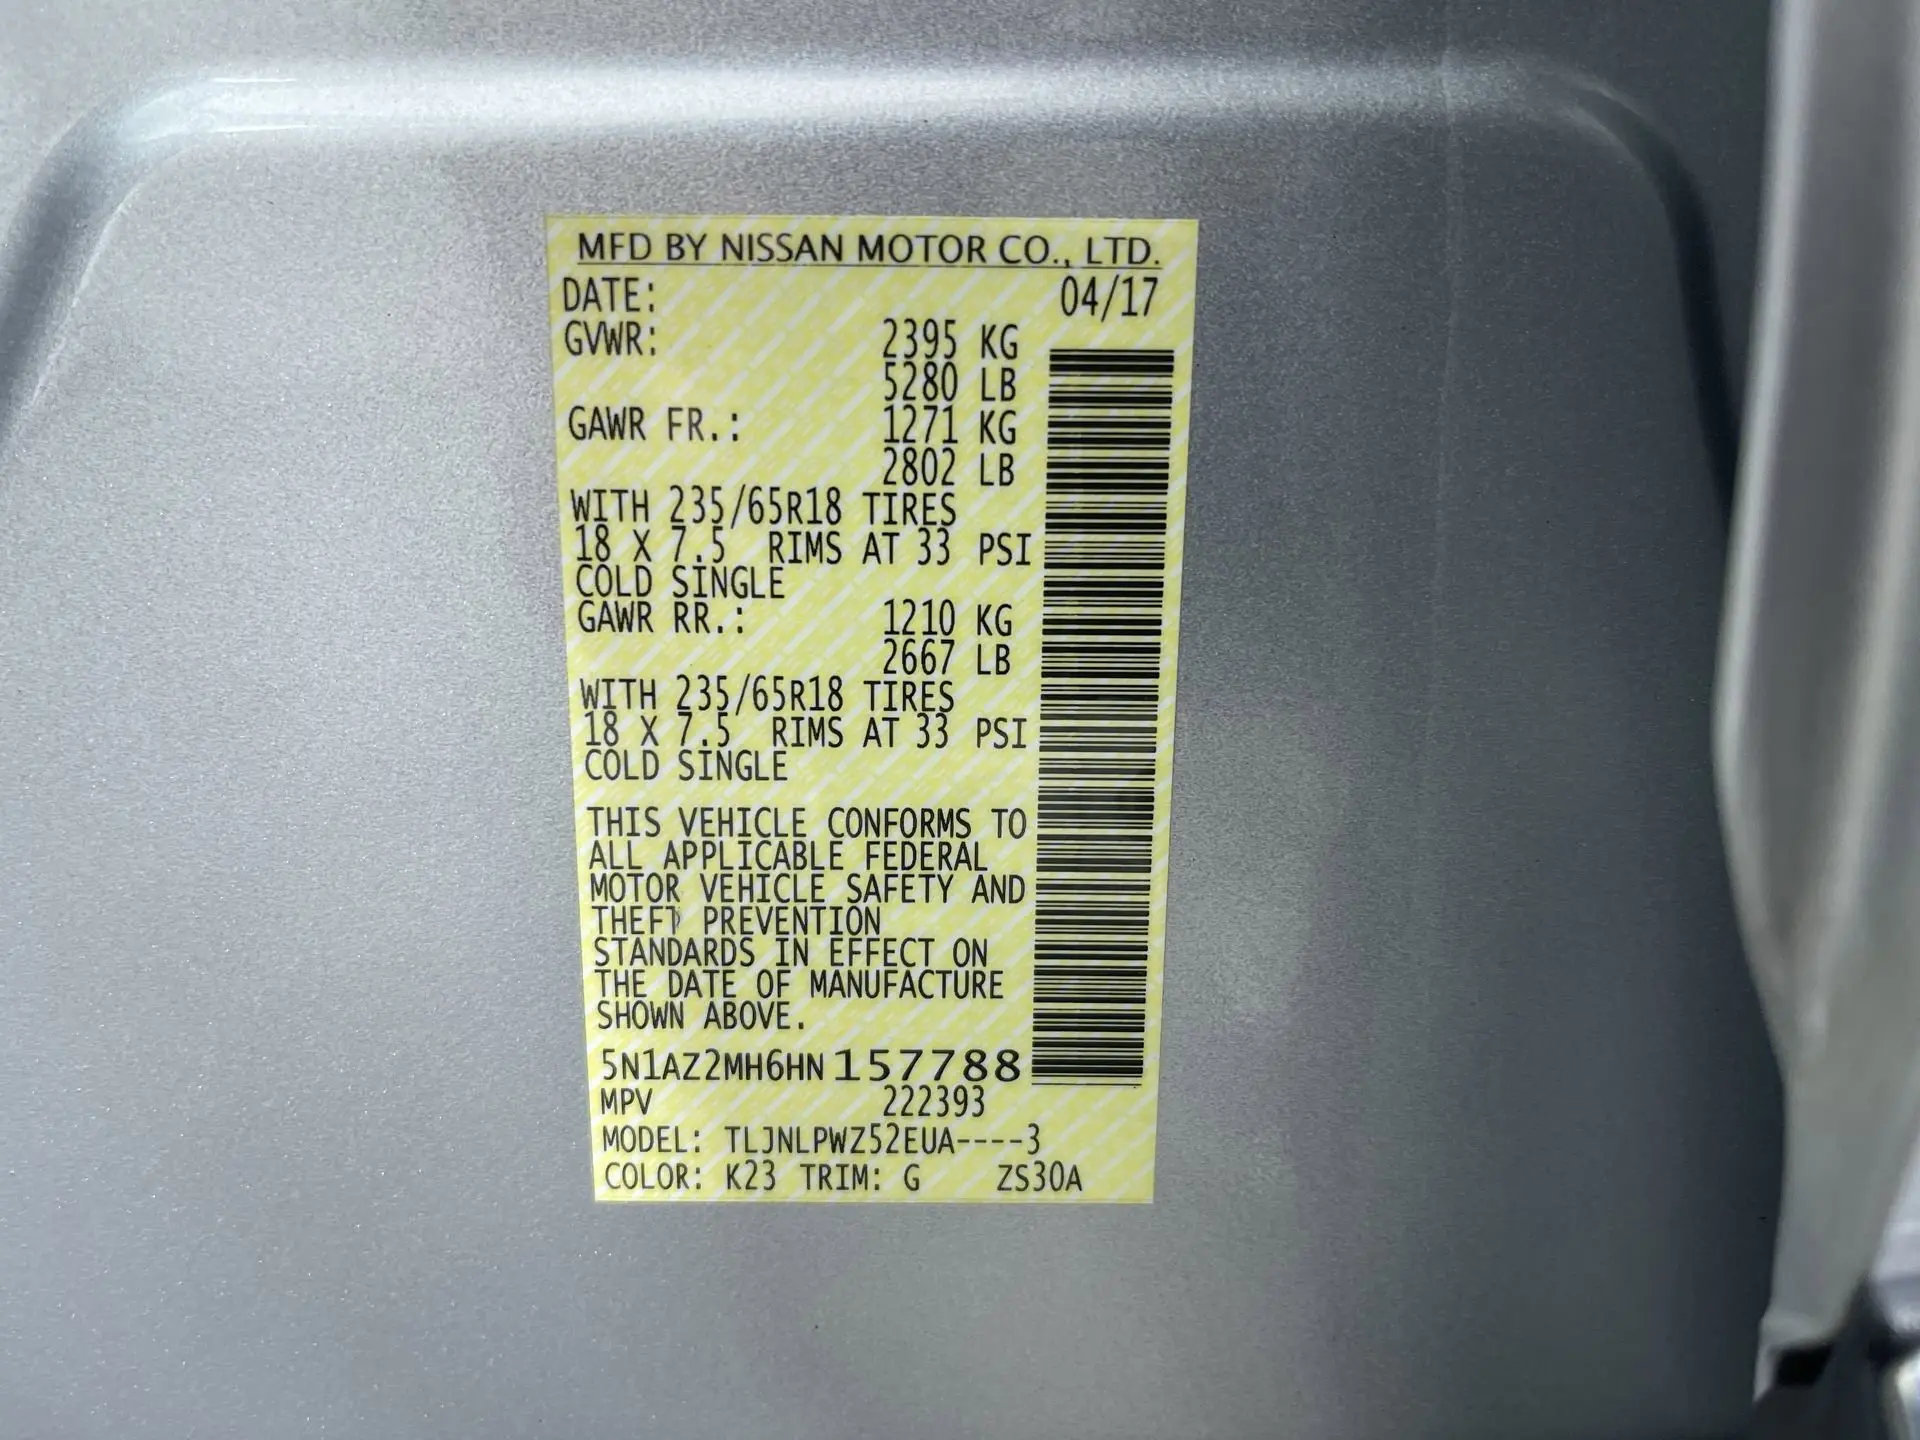 MFD BY NISSAN MOTOR CO., LTD.
DATE: 04/17
GVWR: 2395 KG
5280 LB
GAWR FR.: 1271 KG
2802 LB
WITH 235/65R18 TIRES
18 X 7.5 RIMS AT 33 PSI
COLD SINGLE
GAWR RR.: 1210 KG
2667 LB
WITH 235/65R18 TIRES
18 X 7.5 RIMS AT 33 PSI
COLD SINGLE
THIS VEHICLE CONFORMS TO
ALL APPLICABLE FEDERAL
MOTOR VEHICLE SAFETY AND
THEFT PREVENTION
STANDARDS IN EFFECT ON
THE DATE OF MANUFACTURE
SHOWN ABOVE.
5N1AZ2MH6HN157788
MPV 222393
MODEL: TLJNLPWZ52EUA----3
COLOR: K23 TRIM: G ZS30A